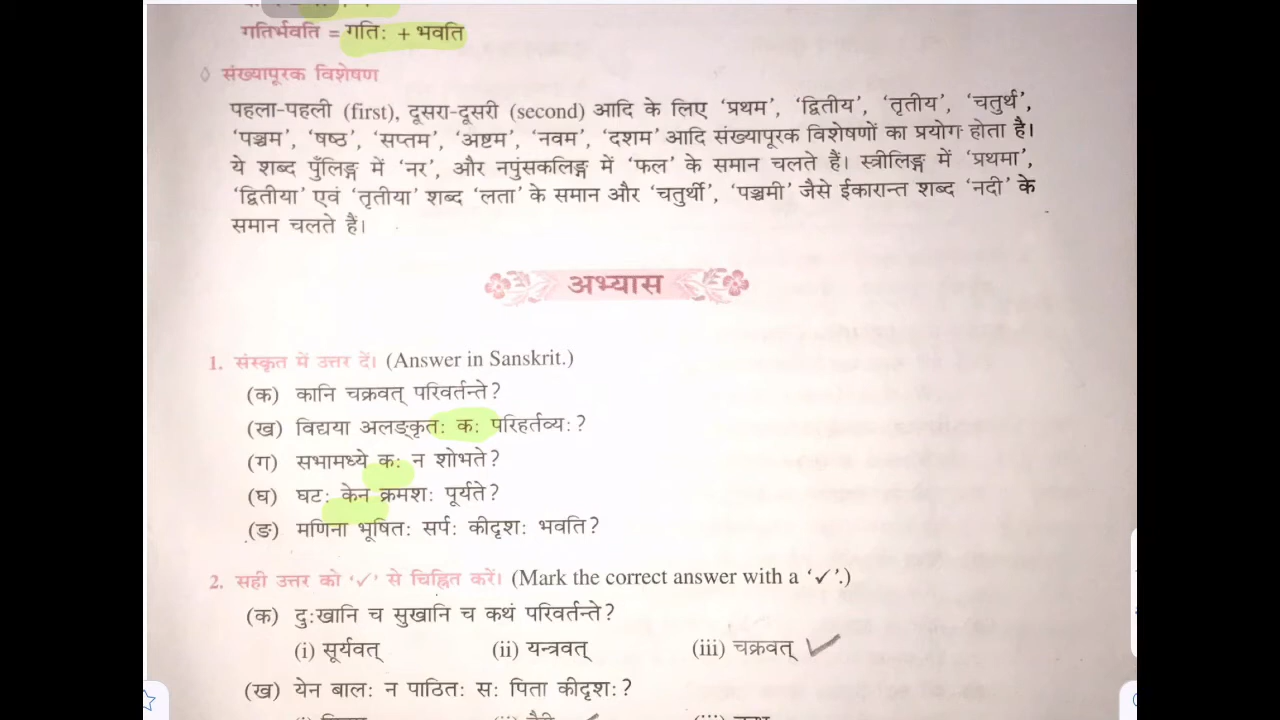 गतिर्भवति = गतिः + भवति
संख्यापूरक विशेषण
पहला-पहली (first), दूसरा-दूसरी (second) आदि के लिए ‘प्रथम’, ‘द्वितीय’, ‘तृतीय’, ‘चतुर्थ’,
‘पञ्चम’, ‘षष्ठ’, ‘सप्तम’, ‘अष्टम’, ‘नवम’, ‘दशम’ आदि संख्यापूरक विशेषणों का प्रयोग होता है।
ये शब्द पुँलिङ्ग में ‘नर’, और नपुंसकलिङ्ग में ‘फल’ के समान चलते हैं। स्त्रीलिङ्ग में ‘प्रथमा’,
‘द्वितीया’ एवं ‘तृतीया’ शब्द ‘लता’ के समान और ‘चतुर्थी’, ‘पञ्चमी’ जैसे ईकारान्त शब्द ‘नदी’ के
समान चलते हैं।
अभ्यास
1. संस्कृत में उत्तर दें। (Answer in Sanskrit.)
(क) कानि चक्रवत् परिवर्तन्ते?
(ख) विद्यया अलङ्कृतः कः परिहर्तव्यः?
(ग) सभामध्ये कः न शोभते?
(घ) घटः केन क्रमशः पूर्यते?
(ङ) मणिना भूषितः सर्पः कीदृशः भवति?
2. सही उत्तर को ‘✓’ से चिह्नित करें। (Mark the correct answer with a ‘✓’.)
(क) दुःखानि च सुखानि च कथं परिवर्तन्ते?
(i) सूर्यवत् (ii) यन्त्रवत् (iii) चक्रवत्
(ख) येन बालः न पाठितः सः पिता कीदृशः?